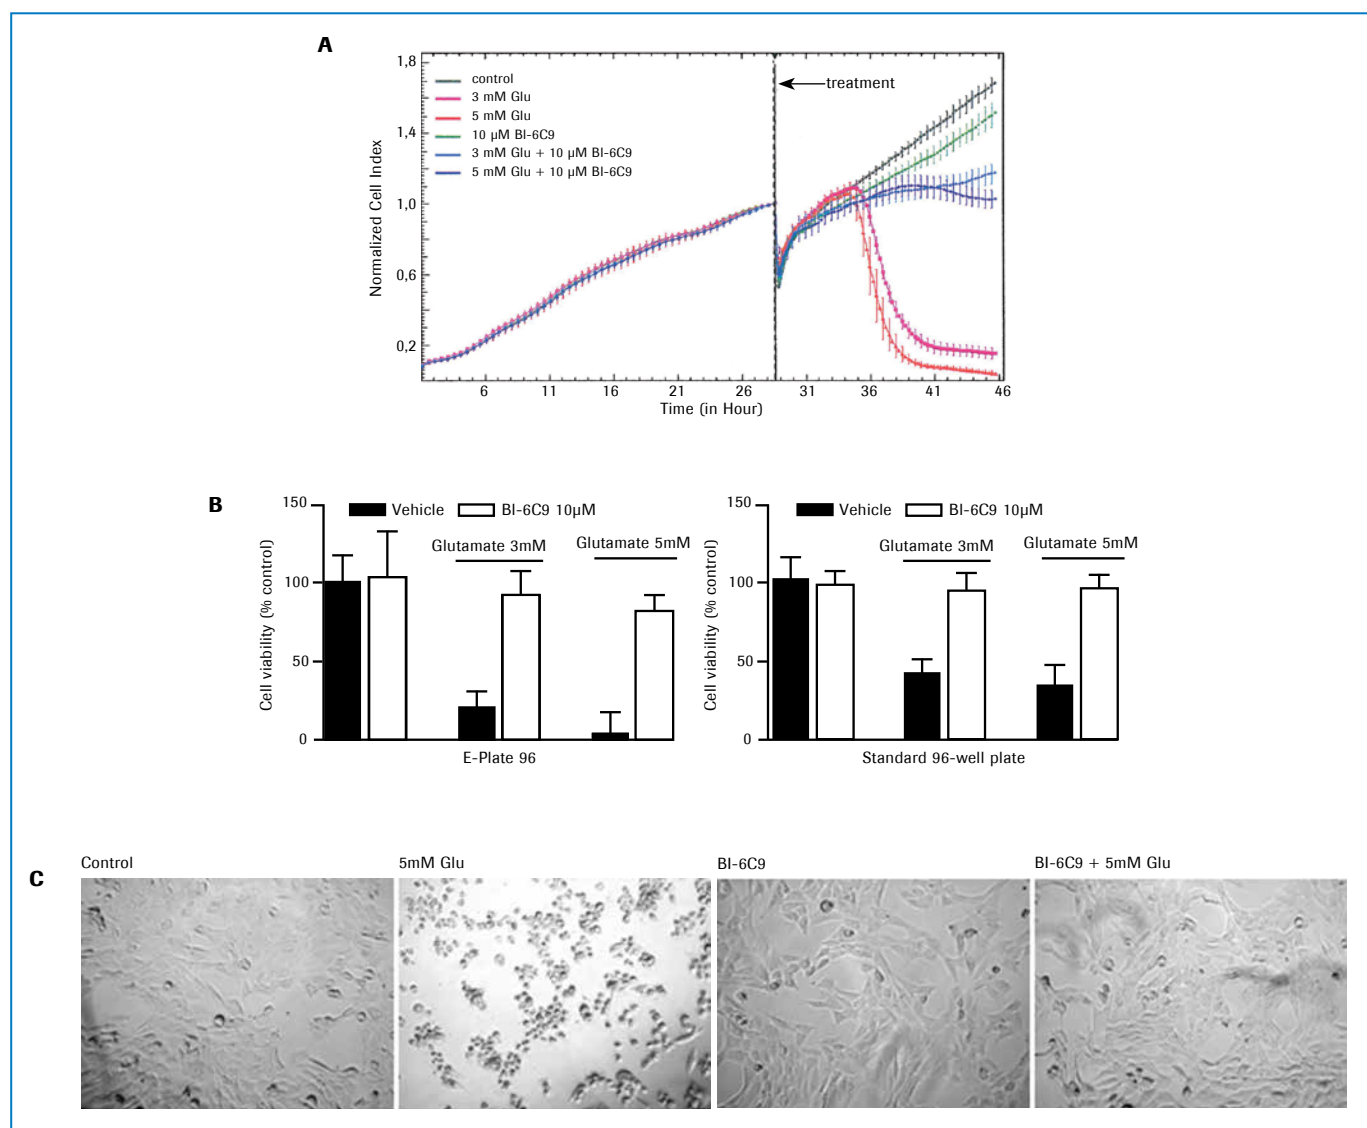 A
1,8
1,4
1,0
0,6
0,2
Normalized Cell Index
control
3 mM Glu
5 mM Glu
10 µM BI-6C9
3 mM Glu + 10 µM BI-6C9
5 mM Glu + 10 µM BI-6C9
treatment
6 11 16 21 26 31 36 41 46
Time (in Hour)
B
150
100
50
0
Cell viability (% control)
Vehicle BI-6C9 10µM
Glutamate 3mM Glutamate 5mM
E-Plate 96
150
100
50
0
Cell viability (% control)
Vehicle BI-6C9 10µM
Glutamate 3mM Glutamate 5mM
Standard 96-well plate
C
Control 5mM Glu BI-6C9 BI-6C9 + 5mM Glu